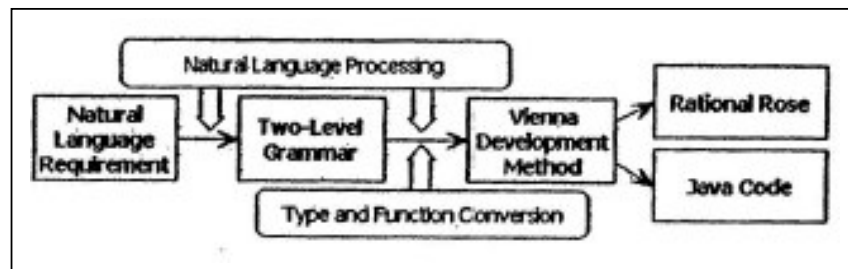 Natural Language Processing
Natural
Language
Requirement
Two-Level
Grammar
Vienna
Development
Method
Rational Rose
Java Code
Type and Function Conversion